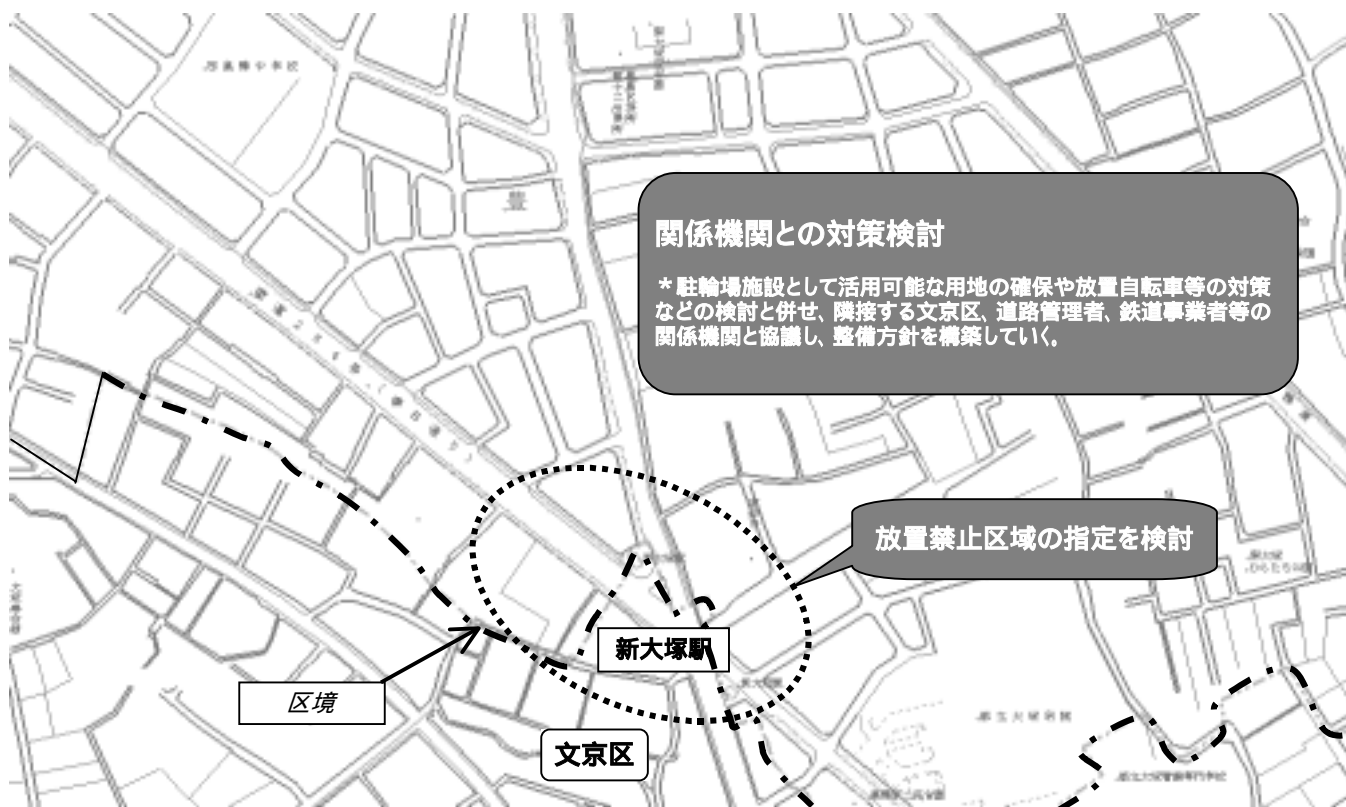 豊
関係機関との対策検討
＊駐輪場施設として活用可能な用地の確保や放置自転車等の対策
などの検討と併せ、隣接する文京区、道路管理者、鉄道事業者等の
関係機関と協議し、整備方針を構築していく。
放置禁止区域の指定を検討
新大塚駅
区境
文京区